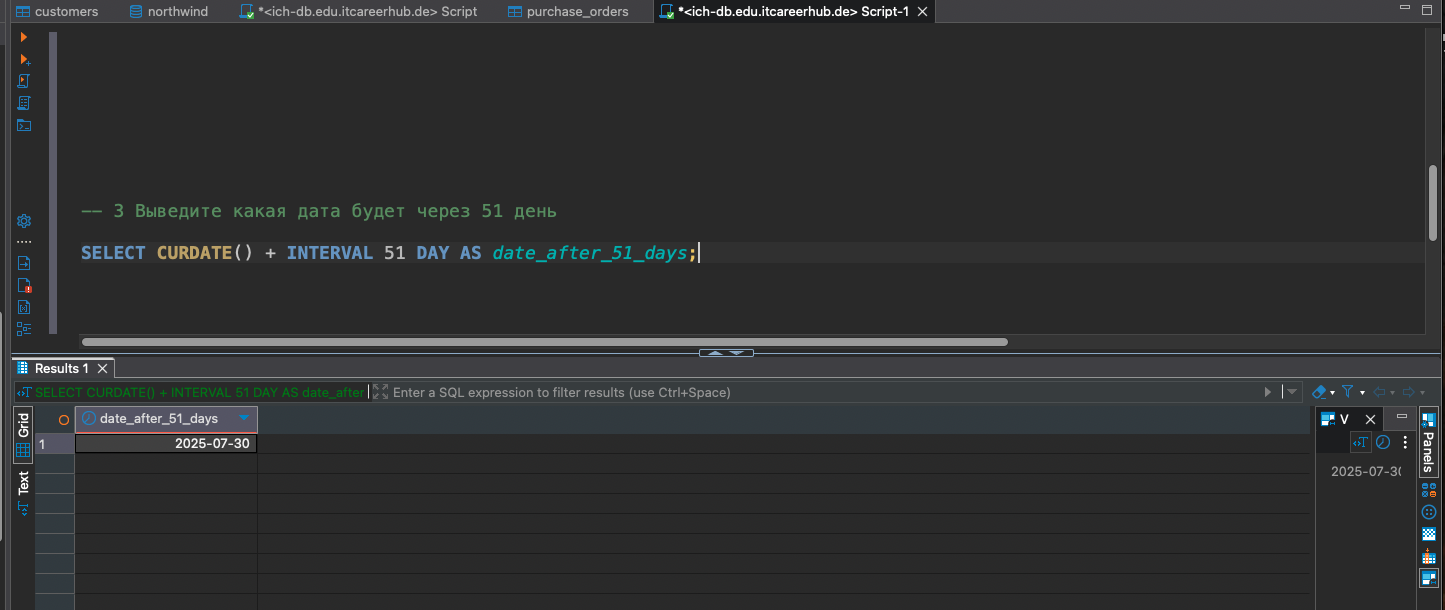 customers northwind *<ich-db.edu.itcareerhub.de> Script purchase_orders *<ich-db.edu.itcareerhub.de> Script-1
-- 3 Выведите какая дата будет через 51 день
SELECT CURDATE() + INTERVAL 51 DAY AS date_after_51_days;
Results 1
SELECT CURDATE() + INTERVAL 51 DAY AS date_after Enter a SQL expression to filter results (use Ctrl+Space)
Grid
Text
date_after_51_days
1 2025-07-30
V
2025-07-30
Panels